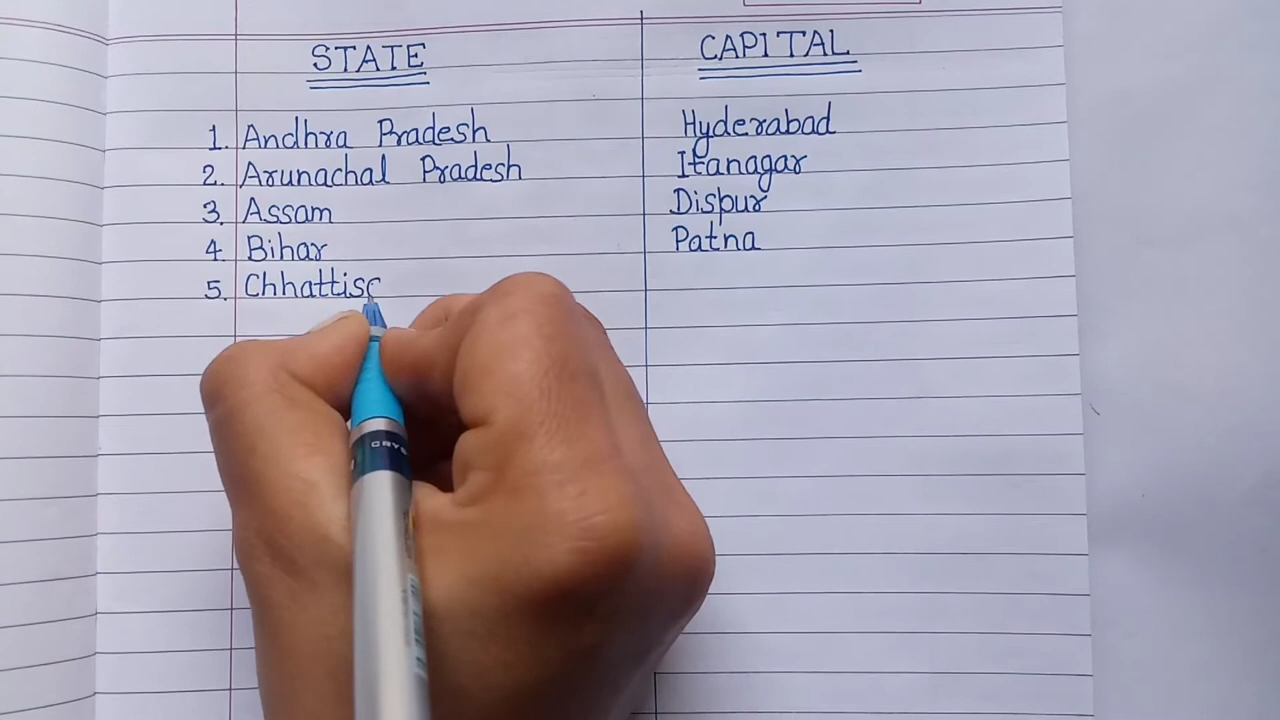 STATE CAPITAL
1. Andhra Pradesh Hyderabad
2. Arunachal Pradesh Itanagar
3. Assam Dispur
4. Bihar Patna
5. Chhattisg